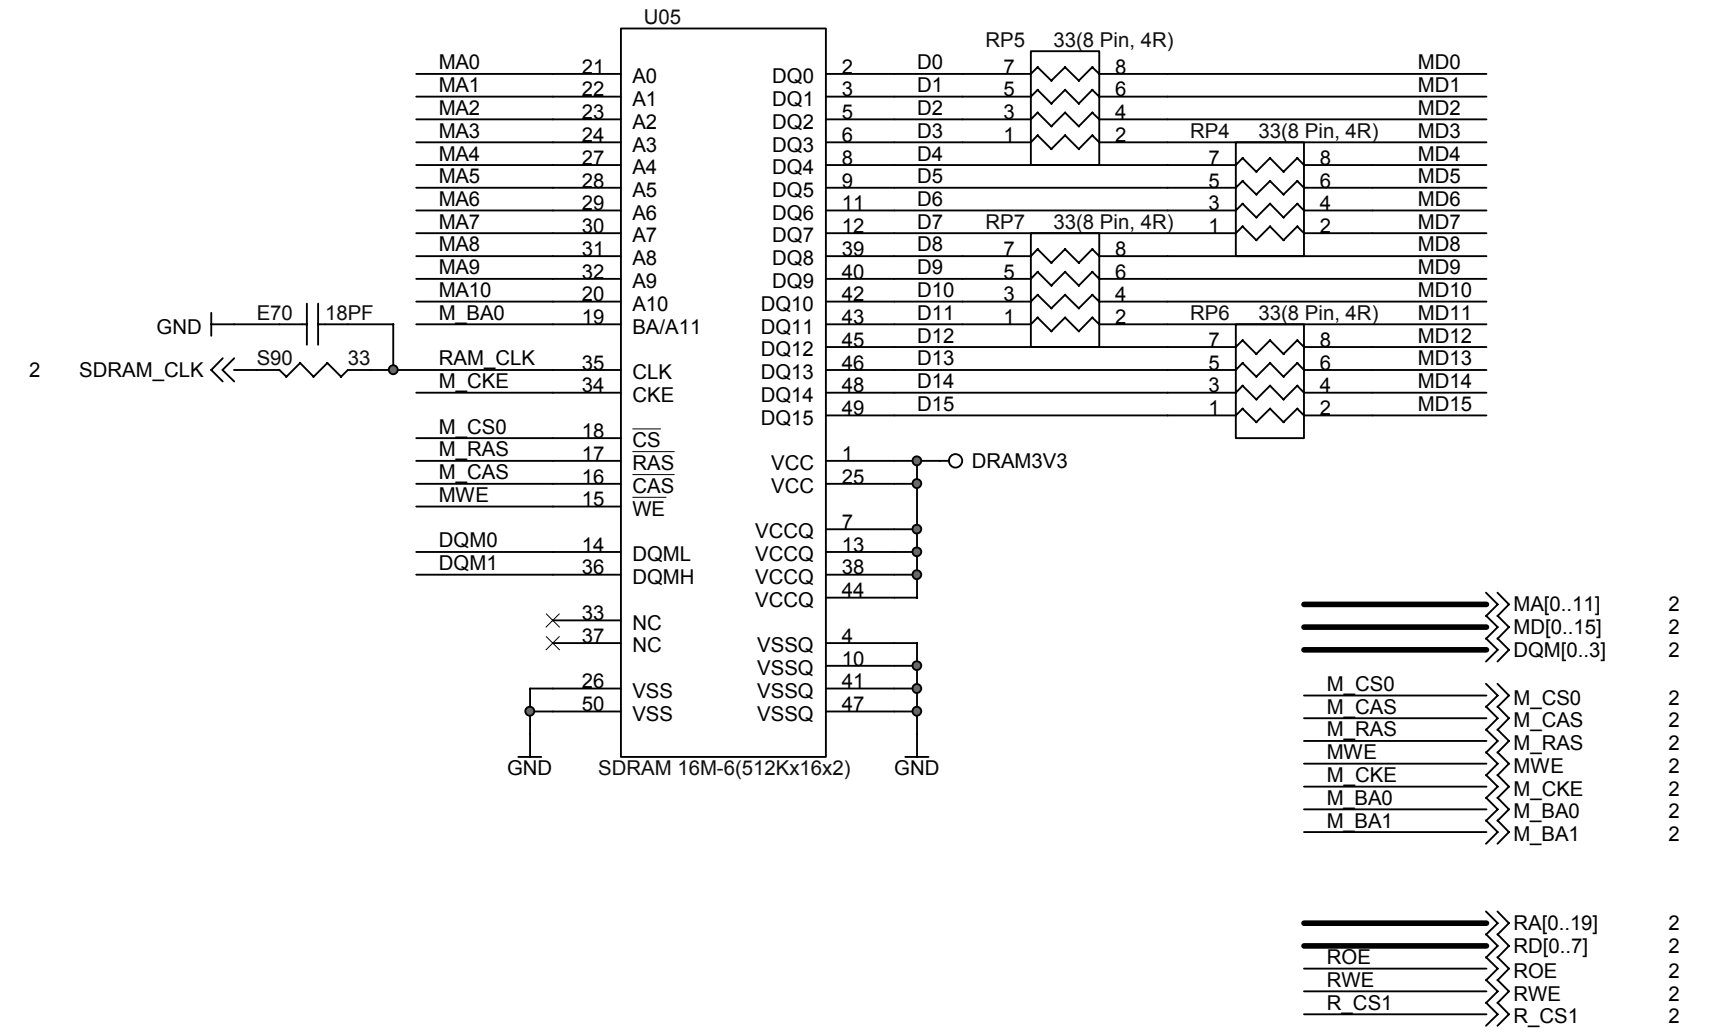 U05
RP5 33(8 Pin, 4R)
MA0 21 A0 DQ0 2 D0 7 8 MD0
MA1 22 A1 DQ1 3 D1 5 6 MD1
MA2 23 A2 DQ2 5 D2 3 4 MD2
MA3 24 A3 DQ3 6 D3 1 2 RP4 33(8 Pin, 4R) MD3
MA4 27 A4 DQ4 8 D4 7 8 MD4
MA5 28 A5 DQ5 9 D5 5 6 MD5
MA6 29 A6 DQ6 11 D6 3 4 MD6
MA7 30 A7 DQ7 12 D7 RP7 33(8 Pin, 4R) 1 2 MD7
MA8 31 A8 DQ8 39 D8 7 8 MD8
MA9 32 A9 DQ9 40 D9 5 6 MD9
MA10 20 A10 DQ10 42 D10 3 4 MD10
GND E70 18PF M_BA0 19 BA/A11 DQ11 43 D11 1 2 RP6 33(8 Pin, 4R) MD11
DQ12 45 D12 7 8 MD12
2 SDRAM_CLK S90 33 RAM_CLK 35 CLK DQ13 46 D13 5 6 MD13
M_CKE 34 CKE DQ14 48 D14 3 4 MD14
DQ15 49 D15 1 2 MD15
M_CS0 18 CS
M_RAS 17 RAS VCC 1 DRAM3V3
M_CAS 16 CAS VCC 25
MWE 15 WE
VCCQ 7
DQM0 14 DQML VCCQ 13
DQM1 36 DQMH VCCQ 38
VCCQ 44
33 NC
37 NC VSSQ 4
VSSQ 10
26 VSS VSSQ 41
50 VSS VSSQ 47
GND SDRAM 16M-6(512Kx16x2) GND
MA[0..11] 2
MD[0..15] 2
DQM[0..3] 2
M_CS0 M_CS0 2
M_CAS M_CAS 2
M_RAS M_RAS 2
MWE MWE 2
M_CKE M_CKE 2
M_BA0 M_BA0 2
M_BA1 M_BA1 2
RA[0..19] 2
RD[0..7] 2
ROE ROE 2
RWE RWE 2
R_CS1 R_CS1 2